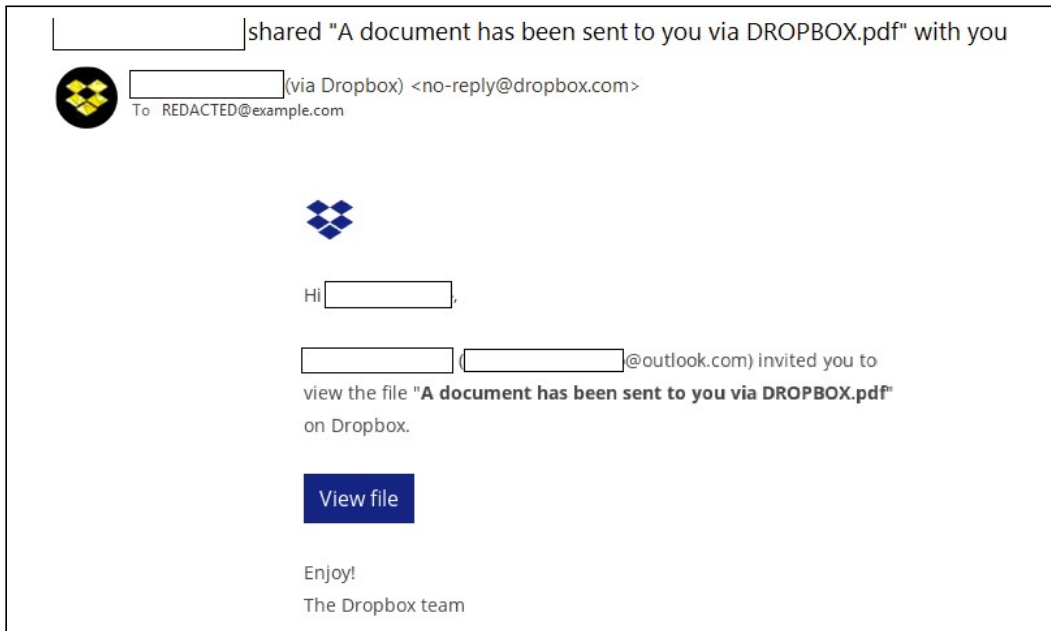 shared "A document has been sent to you via DROPBOX.pdf" with you
(via Dropbox) <no-reply@dropbox.com>
To REDACTED@example.com
Hi ,
( @outlook.com) invited you to
view the file "A document has been sent to you via DROPBOX.pdf"
on Dropbox.
View file
Enjoy!
The Dropbox team